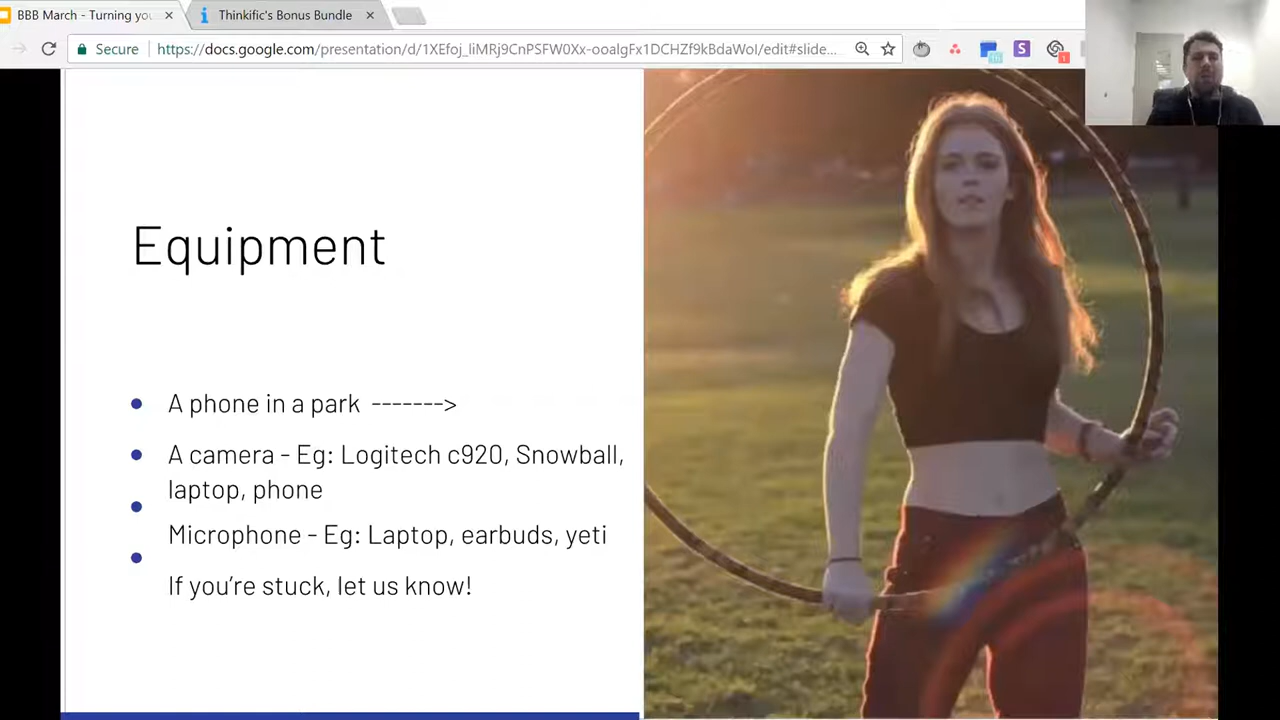 BBB March - Turning you
Thinkific's Bonus Bundle
Secure
https://docs.google.com/presentation/d/1XEfoj_liMRj9CnPSFW0Xx-ooaIgFx1DCHZf9kBdaWoI/edit#slide...
S
1
Equipment
A phone in a park ------->
A camera - Eg: Logitech c920, Snowball,
laptop, phone
Microphone - Eg: Laptop, earbuds, yeti
If you're stuck, let us know!